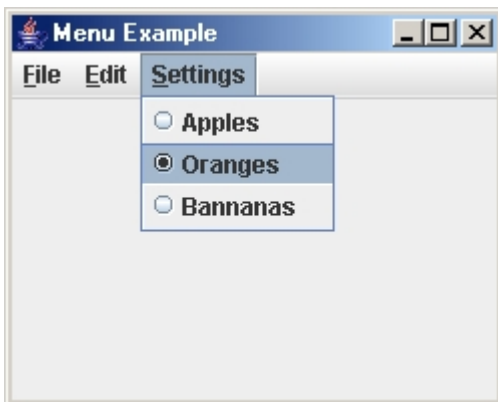 Menu Example
File Edit Settings
Apples
Oranges
Bannanas